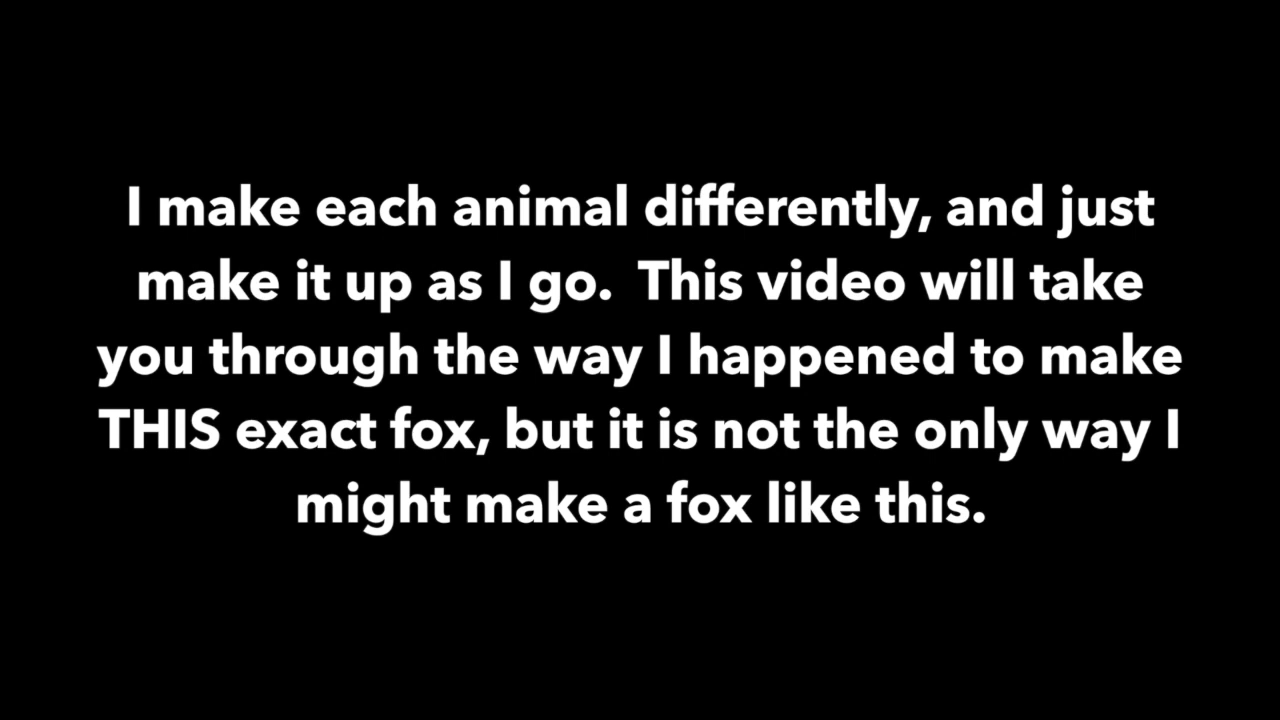 I make each animal differently, and just
make it up as I go.  This video will take
you through the way I happened to make
THIS exact fox, but it is not the only way I
might make a fox like this.